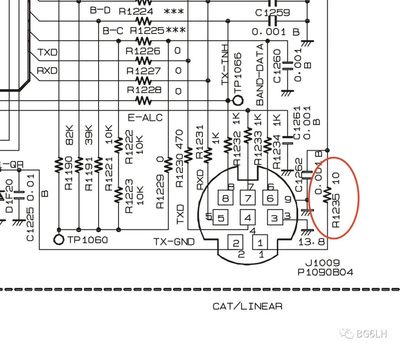 B-D R1224 ***
B-C R1225 ***
R1226 0
TXD
R1227 0
RXD
R1228 0
C1259
0.001 B
TX-INH
TP1066
BAND-DATA
C1260
0.001 B
E-ALC
R1190 82K
R1191 39K
R1221 10K
R1222 10K
R1223 10K
R1229 0
R1230 470
R1231 1K
R1232 1K
R1233 1K
R1234 1K
C1261
0.001 B
C1262
0.001 B
R1235 10
D1F20
C1225 0.01 B
TXD
RXD
TP1060
TX-GND
8 7 6
5 4 3
2 1
9
13.8
J1009
P1090B04
CAT/LINEAR
BG6LH